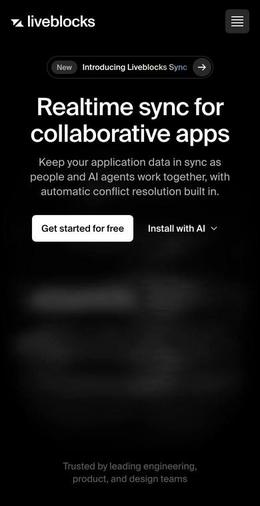 liveblocks
New Introducing Liveblocks Sync
Realtime sync for
collaborative apps
Keep your application data in sync as
people and AI agents work together, with
automatic conflict resolution built in.
Get started for free Install with AI
Trusted by leading engineering,
product, and design teams